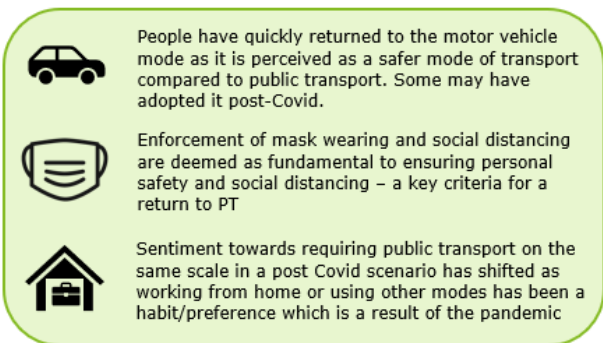 People have quickly returned to the motor vehicle
mode as it is perceived as a safer mode of transport
compared to public transport. Some may have
adopted it post-Covid.
Enforcement of mask wearing and social distancing
are deemed as fundamental to ensuring personal
safety and social distancing – a key criteria for a
return to PT
Sentiment towards requiring public transport on the
same scale in a post Covid scenario has shifted as
working from home or using other modes has been a
habit/preference which is a result of the pandemic